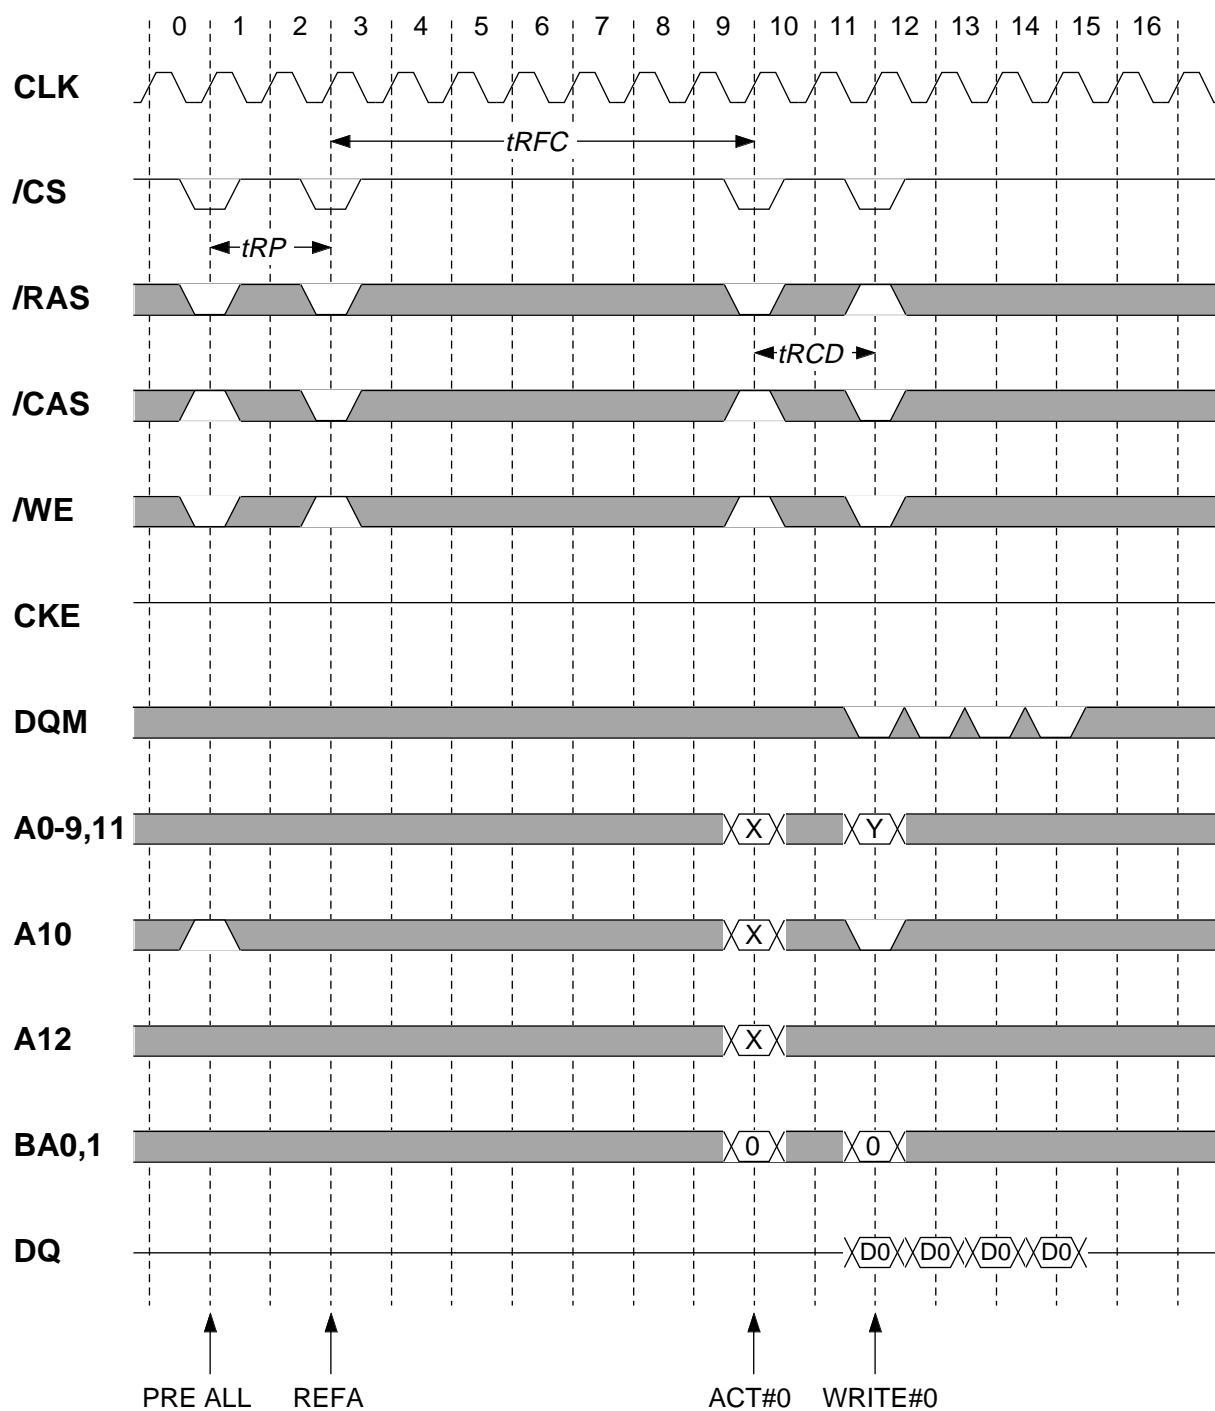 0 1 2 3 4 5 6 7 8 9 10 11 12 13 14 15 16
CLK
tRFC
/CS
tRP
/RAS
tRCD
/CAS
/WE
CKE
DQM
A0-9,11 X Y
A10 X
A12 X
BA0,1 0 0
DQ D0 D0 D0 D0
PRE ALL REFA ACT#0 WRITE#0